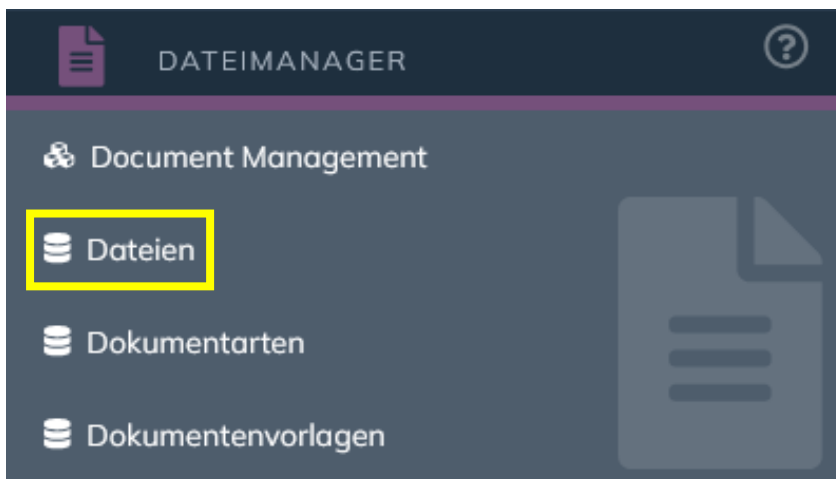 DATEIMANAGER
Document Management
Dateien
Dokumentarten
Dokumentenvorlagen